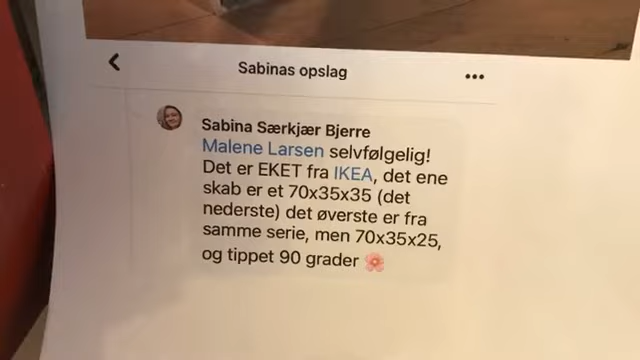 Sabinas opslag
Sabina Særkjær Bjerre
Malene Larsen selvfølgelig!
Det er EKET fra IKEA, det ene
skab er et 70x35x35 (det
nederste) det øverste er fra
samme serie, men 70x35x25,
og tippet 90 grader 🌸